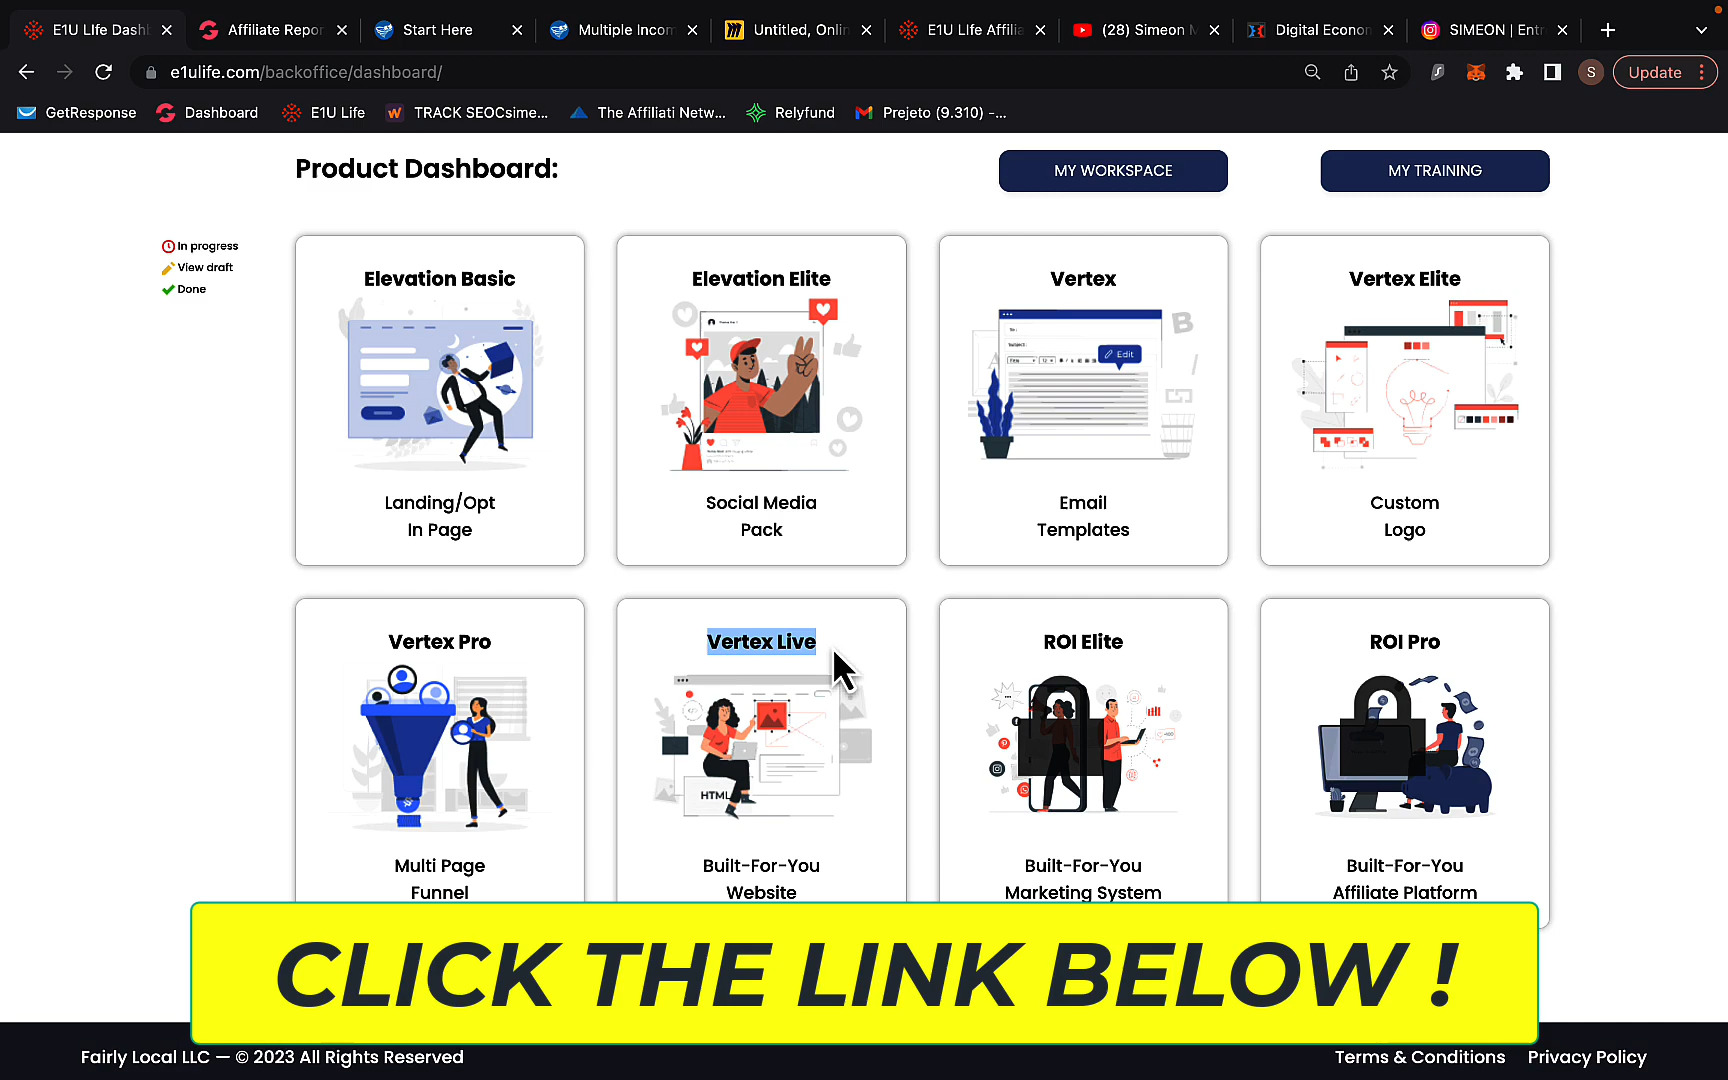 E1U LIfe Dash
Affiliate Repor
Start Here
Multiple Incom
Untitled, Onli
E1U LIfe Affilia
(28) Simeon M
Digital Econon
SIMEON | Entr
e1ulife.com/backoffice/dashboard/
S
Update
GetResponse
Dashboard
E1U Life
TRACK SEOCsime...
The Affiliati Netw...
Relyfund
Prejeto (9.310) -...
Product Dashboard:
MY WORKSPACE
MY TRAINING
In progress
View draft
Done
Elevation Basic
Landing/Opt
In Page
Elevation Elite
Social Media
Pack
Vertex
To:
Subject:
Edit
B
Email
Templates
Vertex Elite
Custom
Logo
Vertex Pro
Multi Page
Funnel
Vertex Live
HTML
Built-For-You
Website
ROI Elite
Built-For-You
Marketing System
ROI Pro
Built-For-You
Affiliate Platform
CLICK THE LINK BELOW !
Fairly Local LLC — © 2023 All Rights Reserved
Terms & Conditions
Privacy Policy